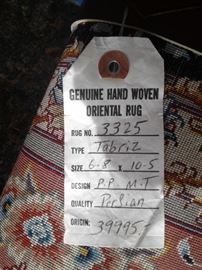 GENUINE HAND WOVEN
ORIENTAL RUG
RUG NO. 3325
TYPE Tabriz
SIZE 6-8 x 10-5
DESIGN P.P. M.T
QUALITY Persian
ORIGIN: 39995.-